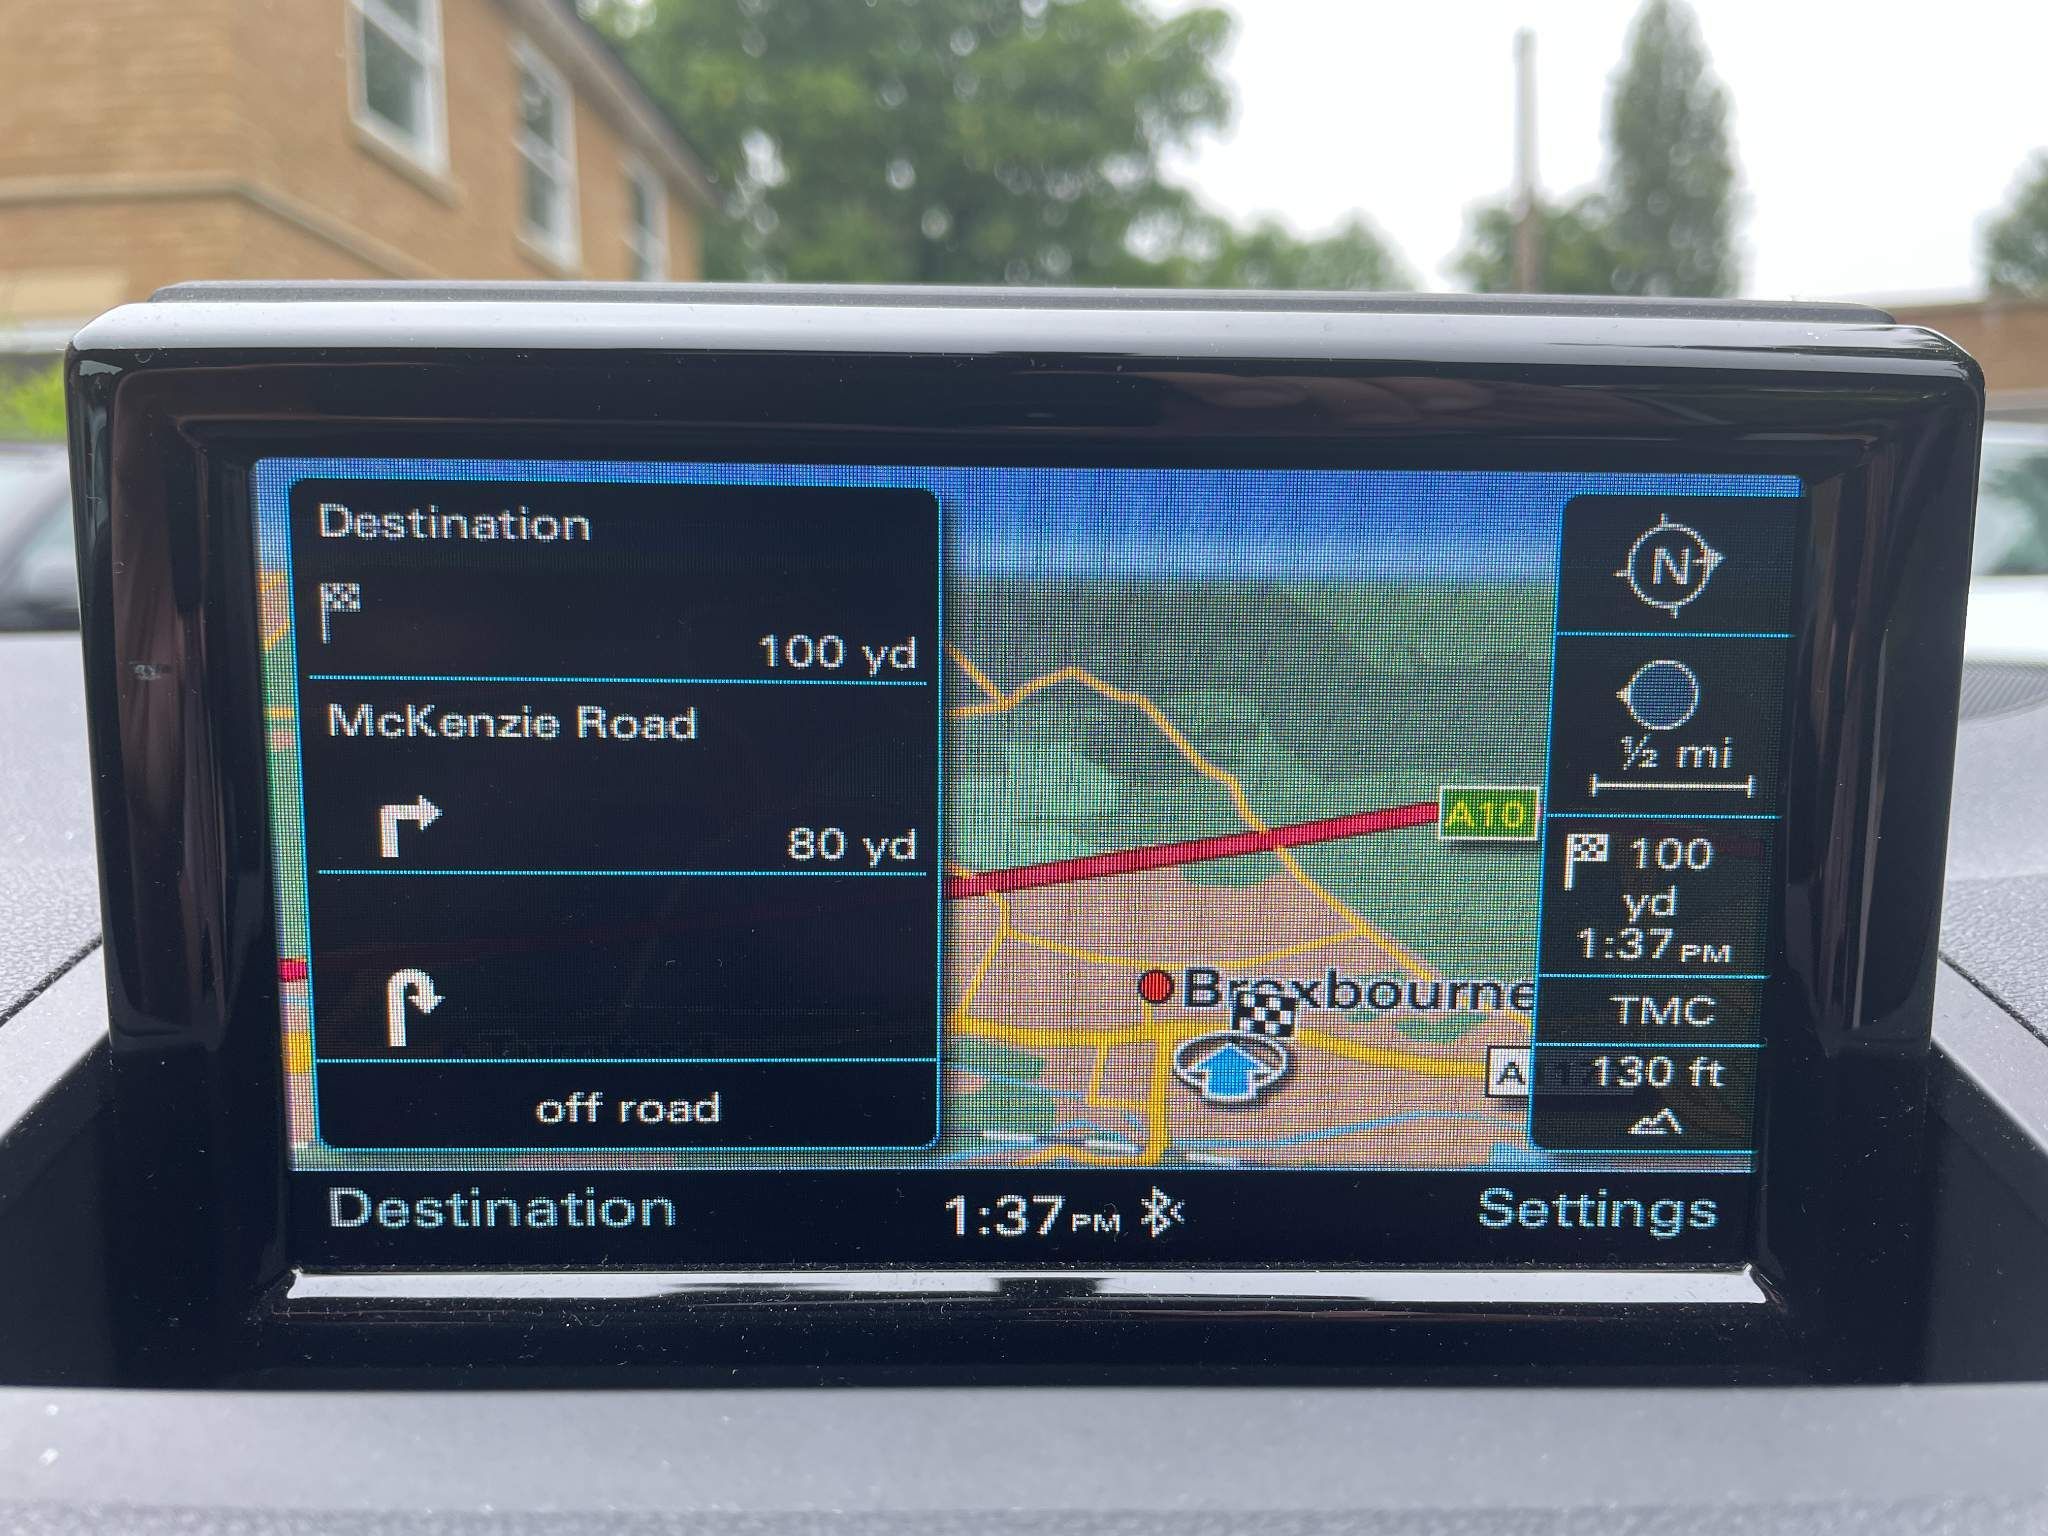 Destination
100 yd
McKenzie Road
80 yd
off road
A10
Broxbourne
A
N
½ mi
100
yd
1:37 PM
TMC
130 ft
Destination
1:37 PM
Settings